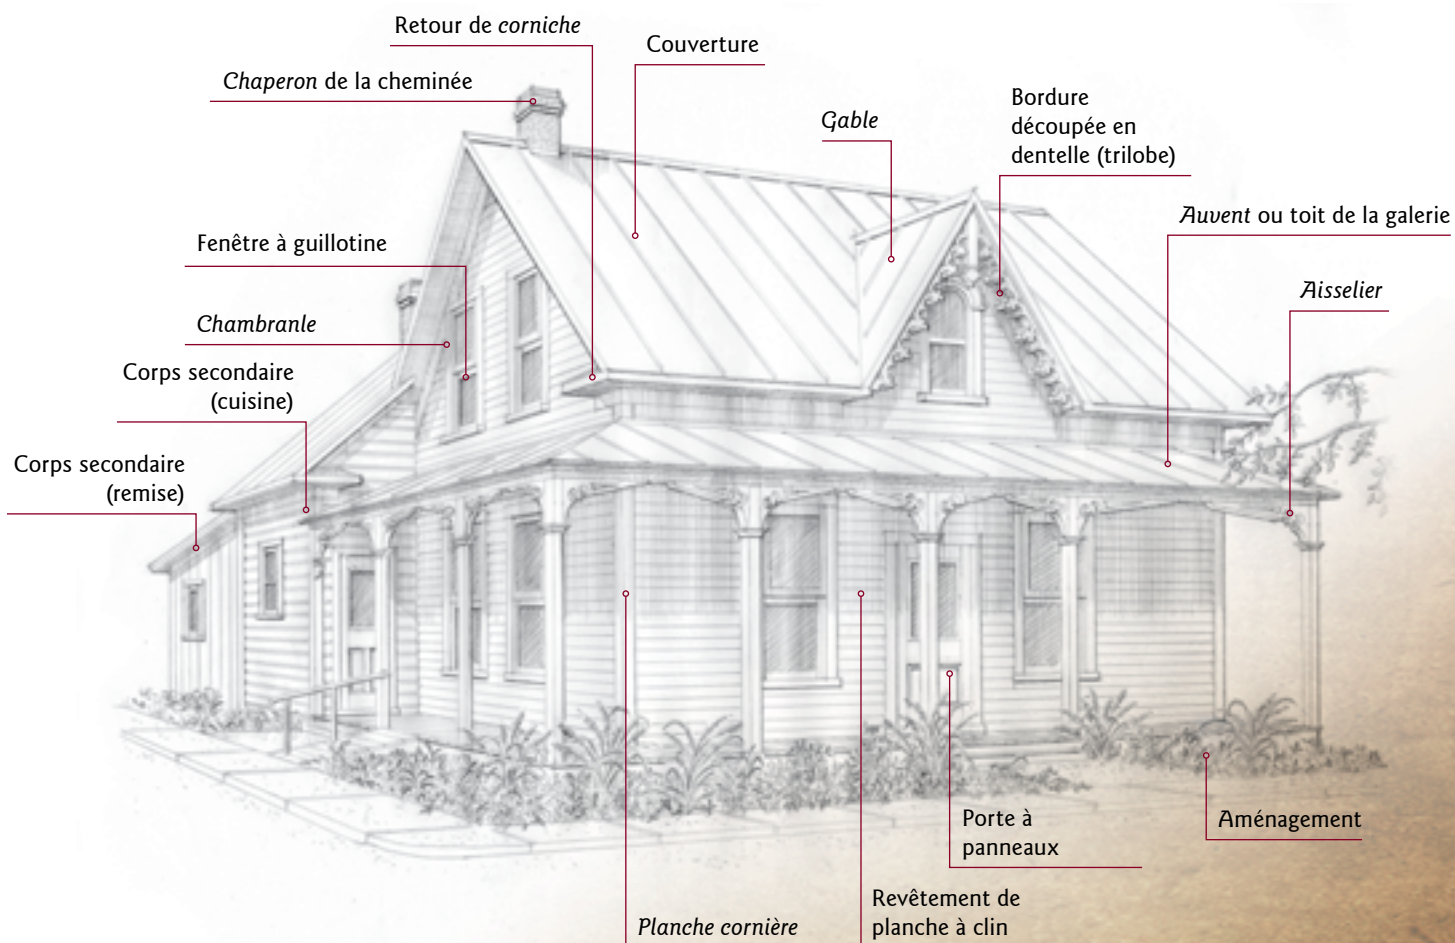 Retour de corniche
Couverture
Chaperon de la cheminée
Gable
Bordure
découpée en
dentelle (trilobe)
Auvent ou toit de la galerie
Fenêtre à guillotine
Aisselier
Chambranle
Corps secondaire
(cuisine)
Corps secondaire
(remise)
Porte à
panneaux
Aménagement
Revêtement de
planche à clin
Planche cornière